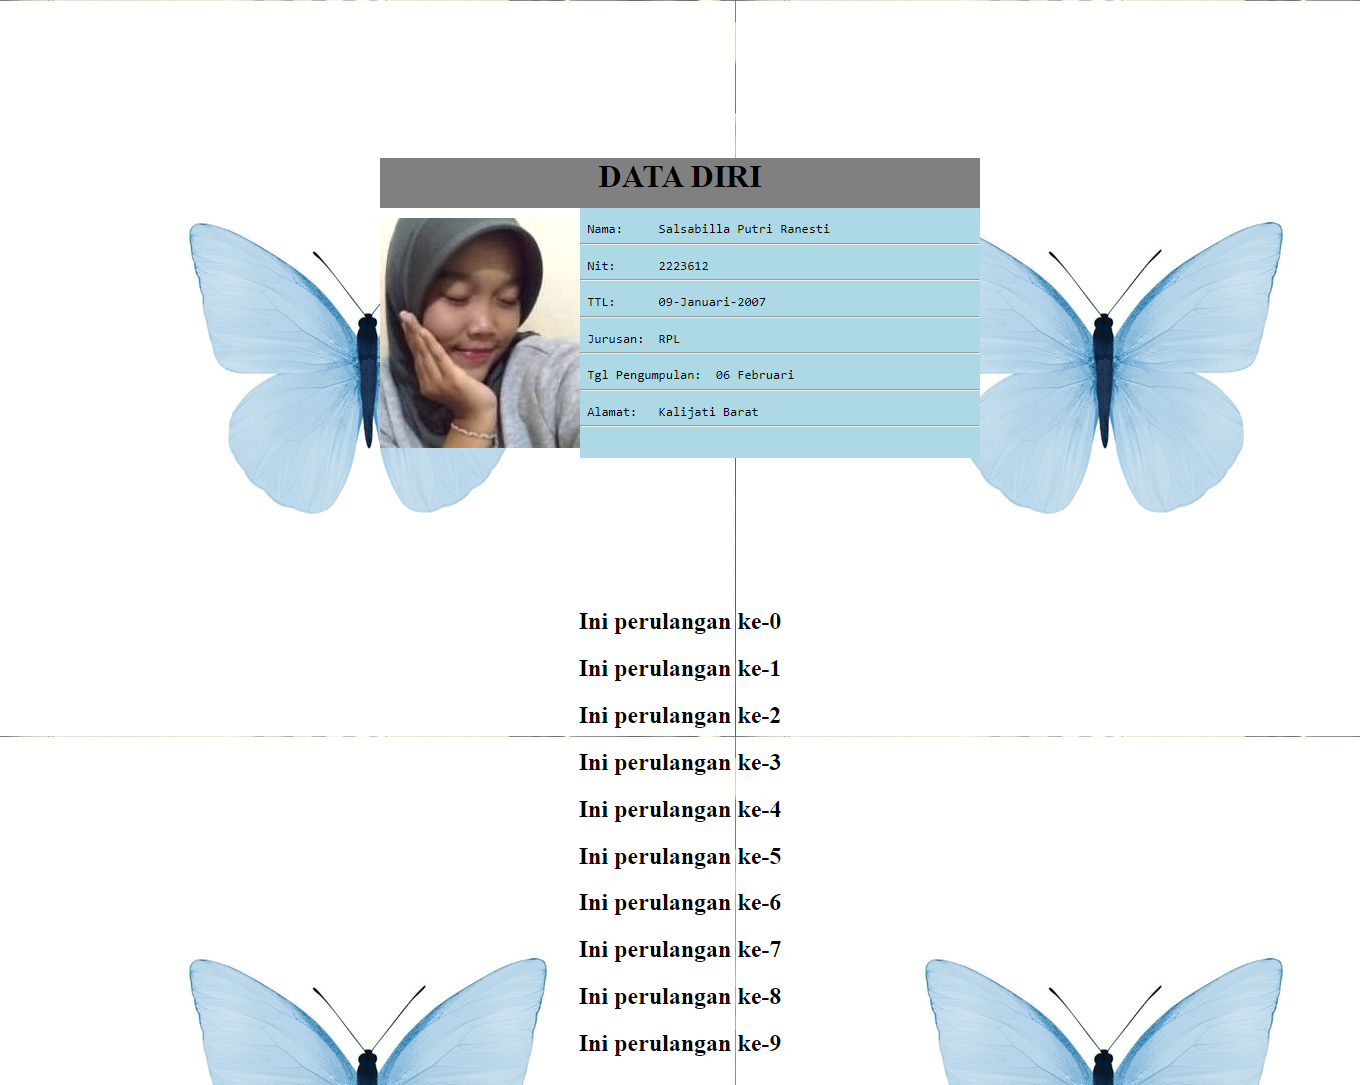 DATA DIRI
Nama: Salsabilla Putri Ranesti
Nit: 2223612
TTL: 09-Januari-2007
Jurusan: RPL
Tgl Pengumpulan: 06 Februari
Alamat: Kalijati Barat
Ini perulangan ke-0
Ini perulangan ke-1
Ini perulangan ke-2
Ini perulangan ke-3
Ini perulangan ke-4
Ini perulangan ke-5
Ini perulangan ke-6
Ini perulangan ke-7
Ini perulangan ke-8
Ini perulangan ke-9